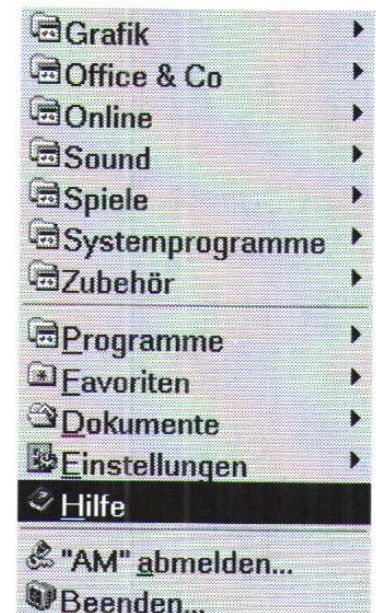 Grafik
Office & Co
Online
Sound
Spiele
Systemprogramme
Zubehör
Programme
Favoriten
Dokumente
Einstellungen
Hilfe
"AM" abmelden...
Beenden...